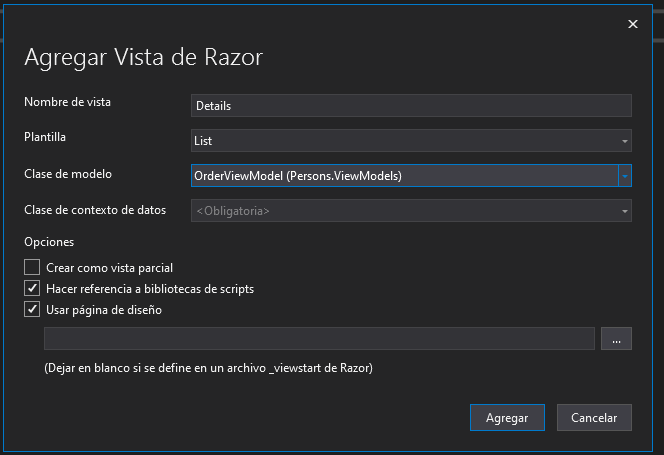 Agregar Vista de Razor
Nombre de vista
Details
Plantilla
List
Clase de modelo
OrderViewModel (Persons.ViewModels)
Clase de contexto de datos
<Obligatoria>
Opciones
Crear como vista parcial
Hacer referencia a bibliotecas de scripts
Usar página de diseño
...
(Dejar en blanco si se define en un archivo _viewstart de Razor)
Agregar
Cancelar